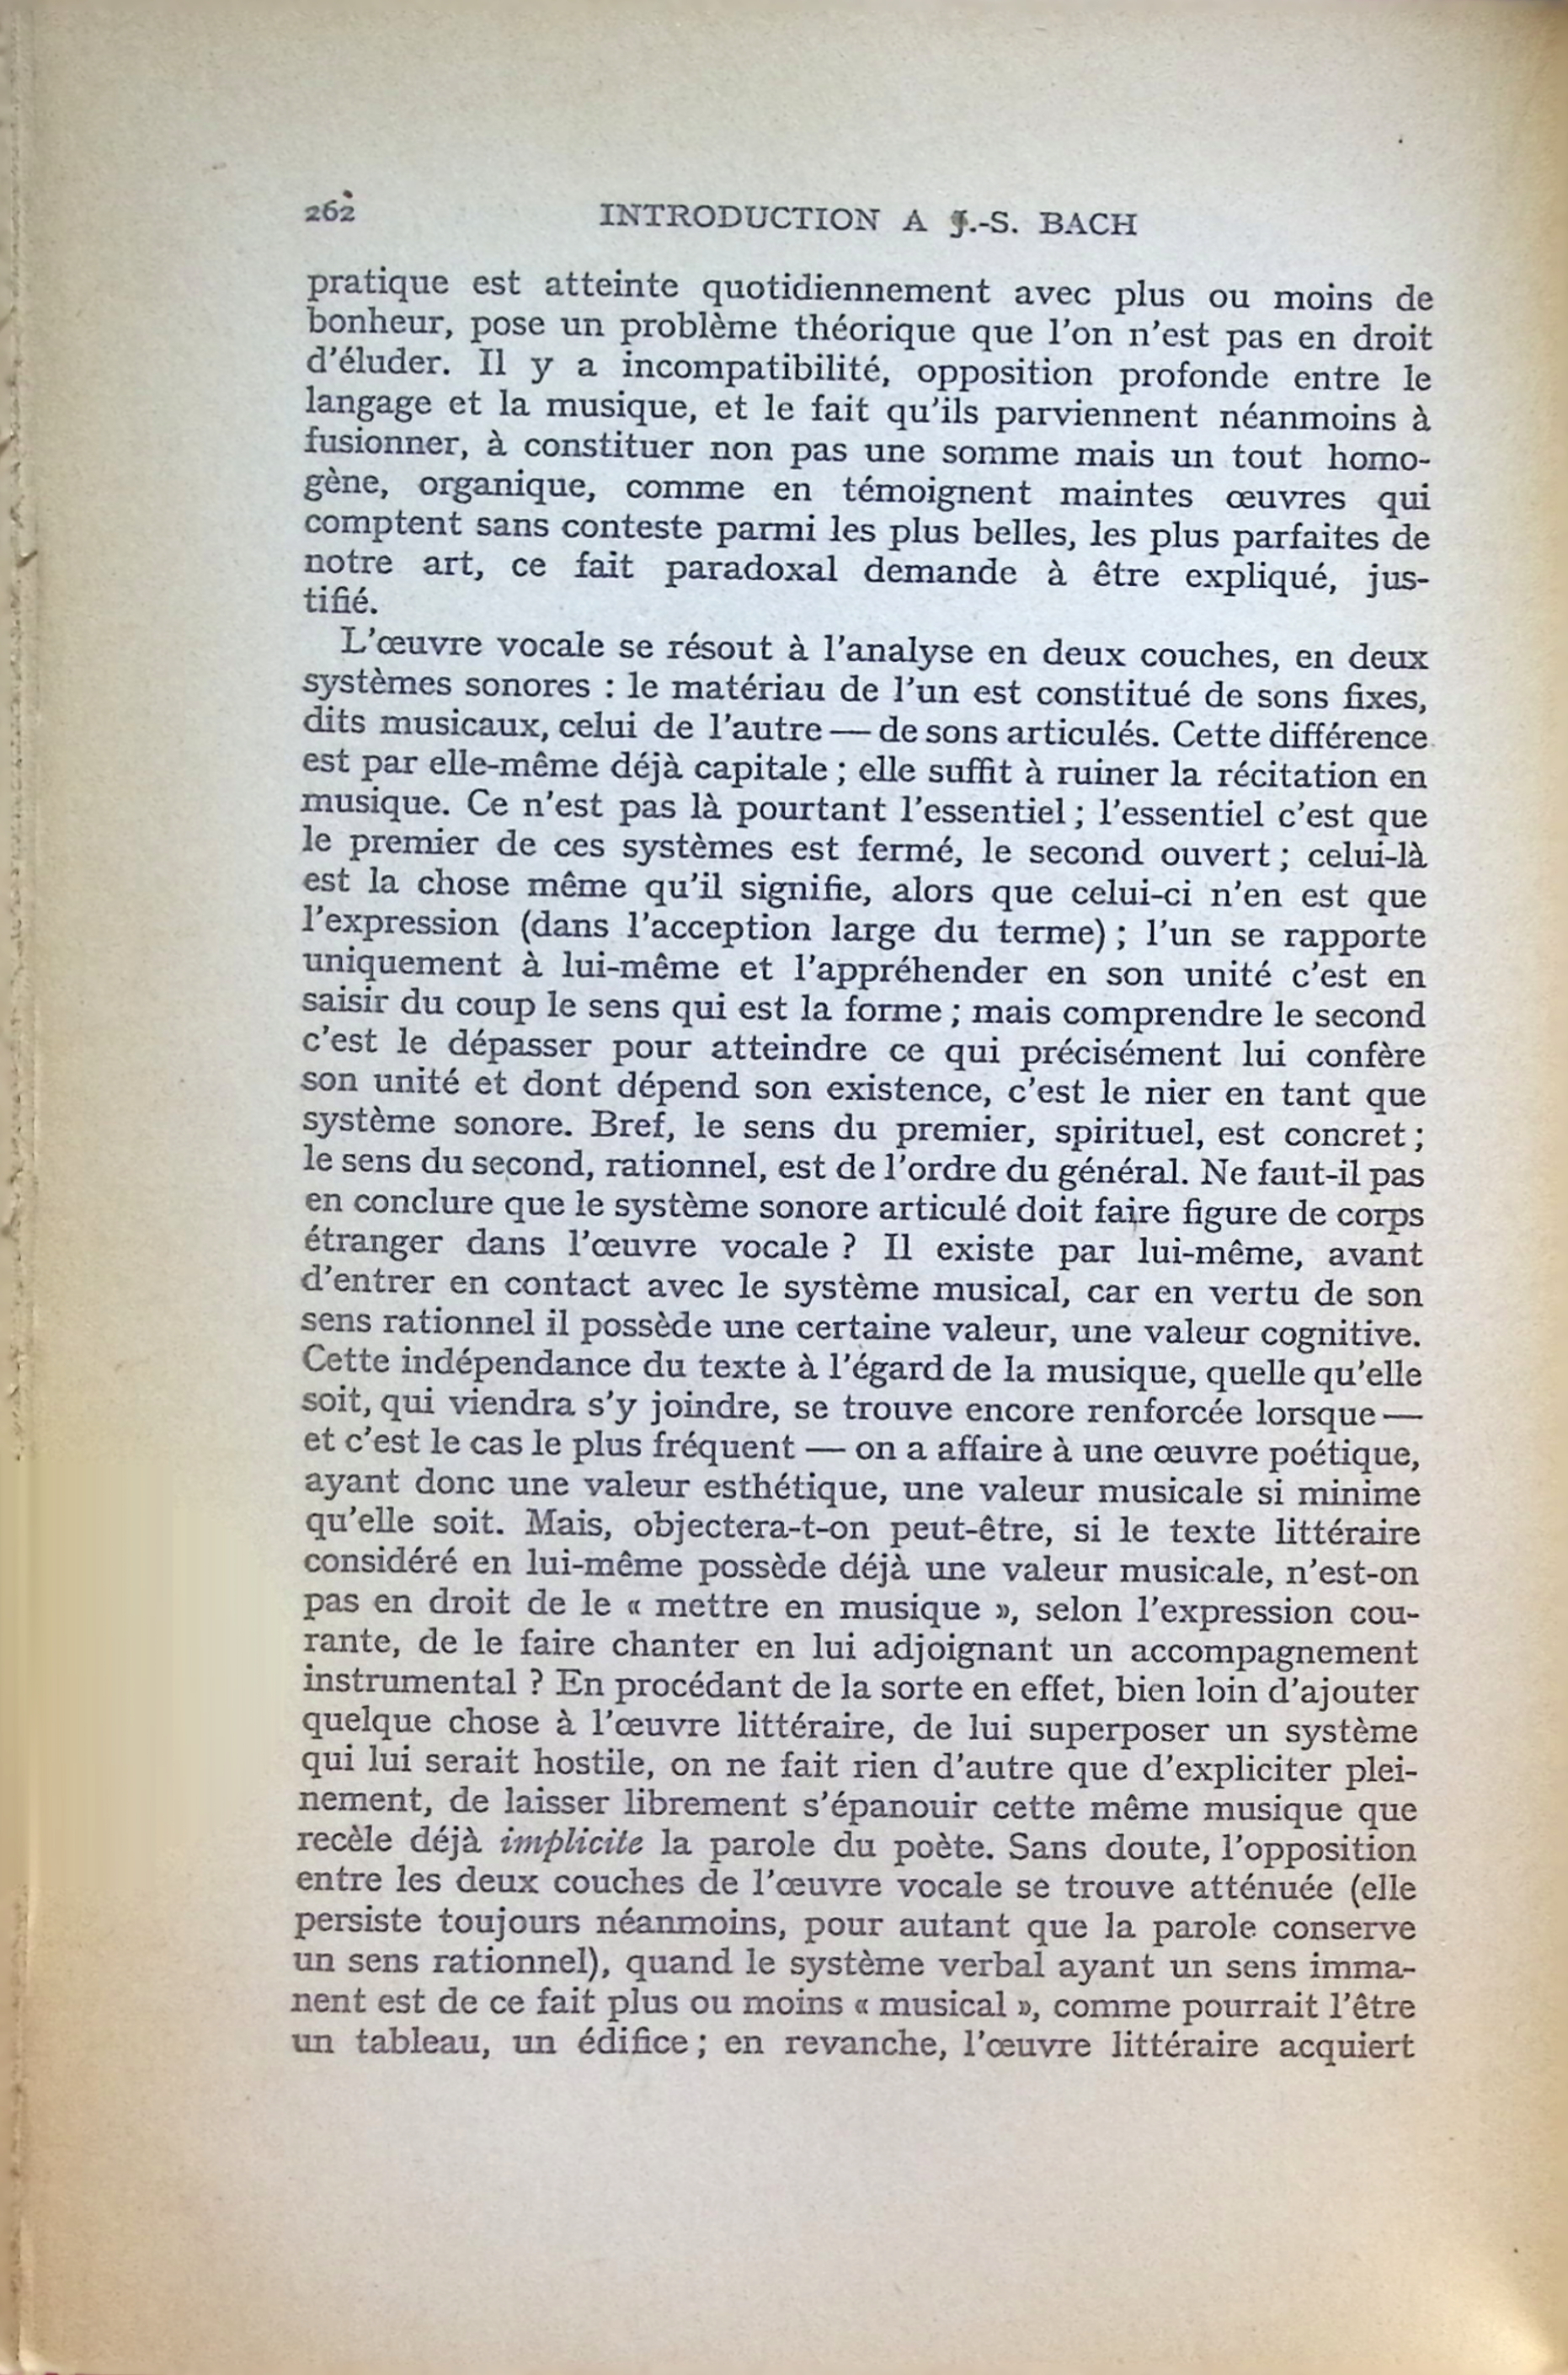 262 INTRODUCTION A J.-S. BACH
pratique est atteinte quotidiennement avec plus ou moins de
bonheur, pose un problème théorique que l'on n'est pas en droit
d'éluder. Il y a incompatibilité, opposition profonde entre le
langage et la musique, et le fait qu'ils parviennent néanmoins à
fusionner, à constituer non pas une somme mais un tout homo-
gène, organique, comme en témoignent maintes œuvres qui
comptent sans conteste parmi les plus belles, les plus parfaites de
notre art, ce fait paradoxal demande à être expliqué, jus-
tifié.
L'œuvre vocale se résout à l'analyse en deux couches, en deux
systèmes sonores : le matériau de l'un est constitué de sons fixes,
dits musicaux, celui de l'autre — de sons articulés. Cette différence
est par elle-même déjà capitale ; elle suffit à ruiner la récitation en
musique. Ce n'est pas là pourtant l'essentiel ; l'essentiel c'est que
le premier de ces systèmes est fermé, le second ouvert ; celui-là
est la chose même qu'il signifie, alors que celui-ci n'en est que
l'expression (dans l'acception large du terme) ; l'un se rapporte
uniquement à lui-même et l'appréhender en son unité c'est en
saisir du coup le sens qui est la forme ; mais comprendre le second
c'est le dépasser pour atteindre ce qui précisément lui confère
son unité et dont dépend son existence, c'est le nier en tant que
système sonore. Bref, le sens du premier, spirituel, est concret ;
le sens du second, rationnel, est de l'ordre du général. Ne faut-il pas
en conclure que le système sonore articulé doit faire figure de corps
étranger dans l'œuvre vocale ? Il existe par lui-même, avant
d'entrer en contact avec le système musical, car en vertu de son
sens rationnel il possède une certaine valeur, une valeur cognitive.
Cette indépendance du texte à l'égard de la musique, quelle qu'elle
soit, qui viendra s'y joindre, se trouve encore renforcée lorsque —
et c'est le cas le plus fréquent — on a affaire à une œuvre poétique,
ayant donc une valeur esthétique, une valeur musicale si minime
qu'elle soit. Mais, objectera-t-on peut-être, si le texte littéraire
considéré en lui-même possède déjà une valeur musicale, n'est-on
pas en droit de le « mettre en musique », selon l'expression cou-
rante, de le faire chanter en lui adjoignant un accompagnement
instrumental ? En procédant de la sorte en effet, bien loin d'ajouter
quelque chose à l'œuvre littéraire, de lui superposer un système
qui lui serait hostile, on ne fait rien d'autre que d'expliciter plei-
nement, de laisser librement s'épanouir cette même musique que
recèle déjà implicite la parole du poète. Sans doute, l'opposition
entre les deux couches de l'œuvre vocale se trouve atténuée (elle
persiste toujours néanmoins, pour autant que la parole conserve
un sens rationnel), quand le système verbal ayant un sens imma-
nent est de ce fait plus ou moins « musical », comme pourrait l'être
un tableau, un édifice ; en revanche, l'œuvre littéraire acquiert